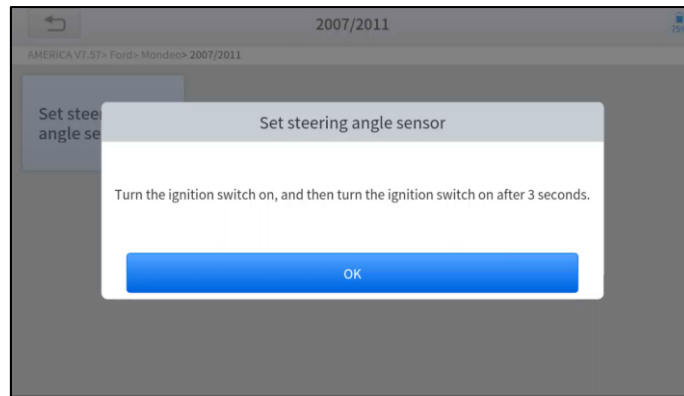 2007/2011
AMERICA V7.57> Ford> Mondeo> 2007/2011
Set steering angle sensor
Turn the ignition switch on, and then turn the ignition switch on after 3 seconds.
OK
Set stee
angle se